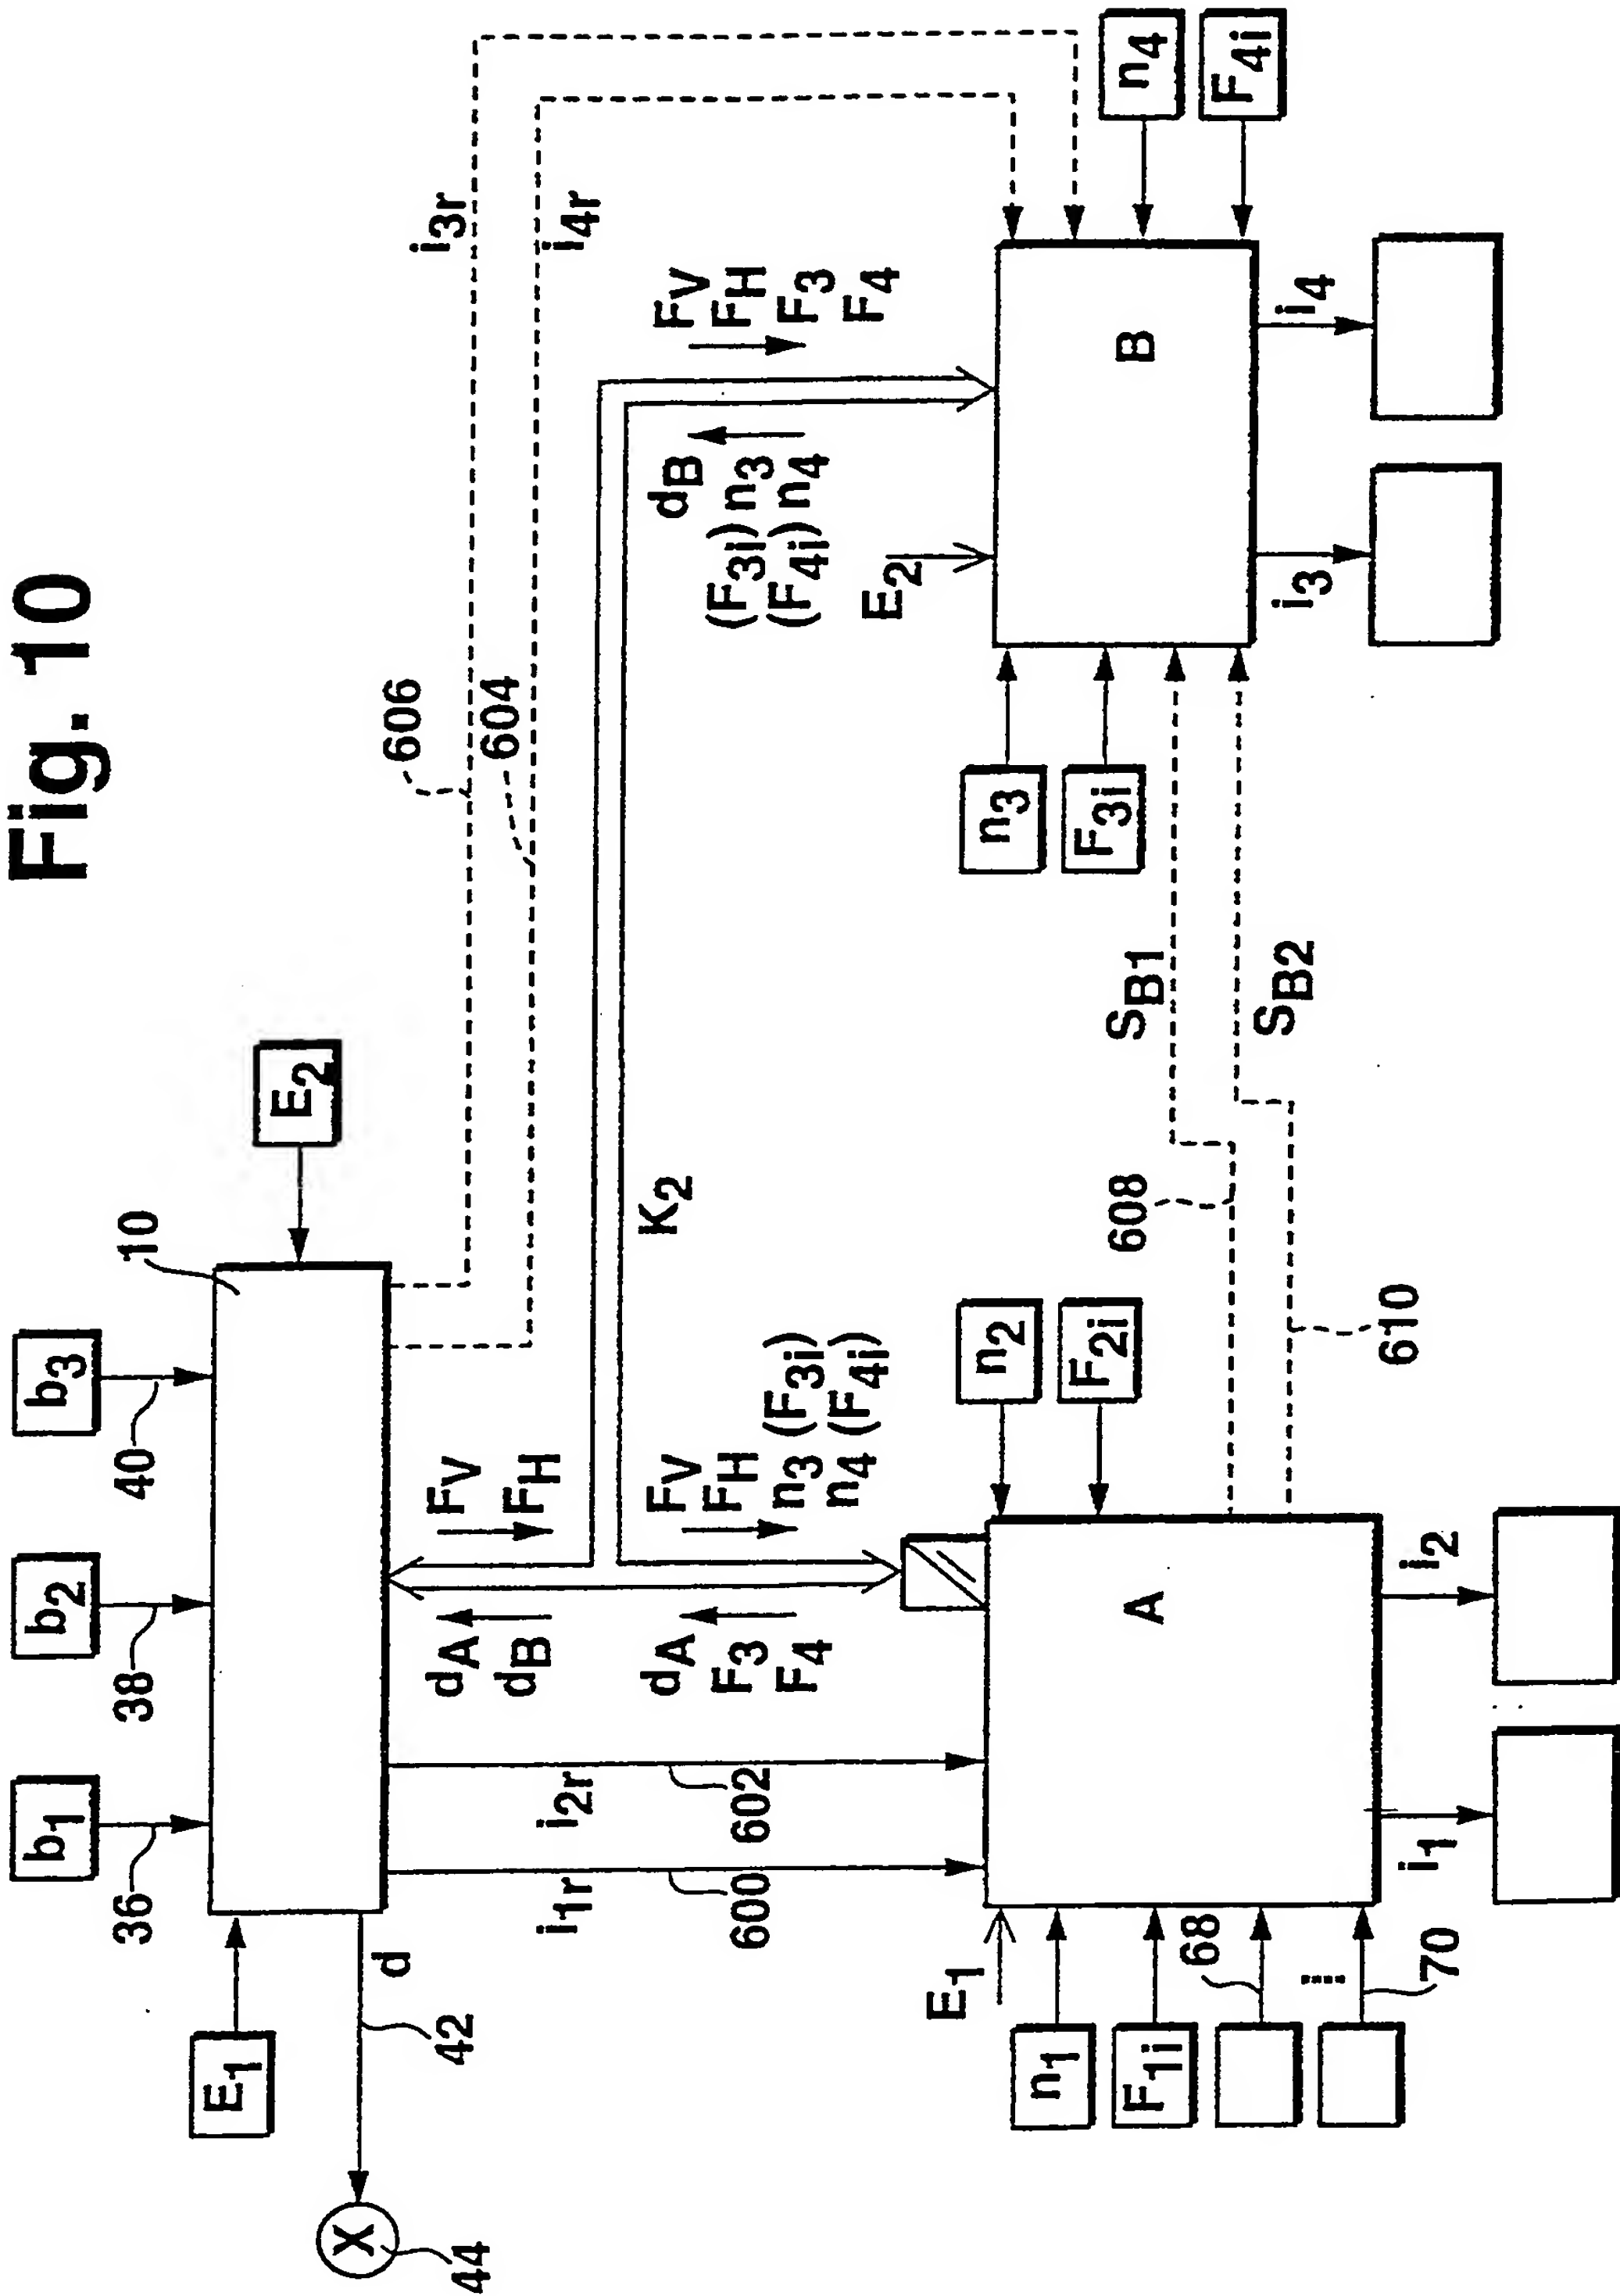 Fig. 10
b1
b2
b3
36
38
40
10
E1
E2
d
42
X
44
606
604
i3r
i4r
i1r
i2r
600
602
dA
dB
FV
FH
K2
dA
F3
F4
FV
FH
n3 (F3i)
n4 (F4i)
dB
(F3i) n3
(F4i) n4
FV
FH
F3
F4
E1
n1
F1i
68
....
70
A
n2
F2i
608
610
SB1
SB2
n3
F3i
E2
B
n4
F4i
i1
i2
i3
i4